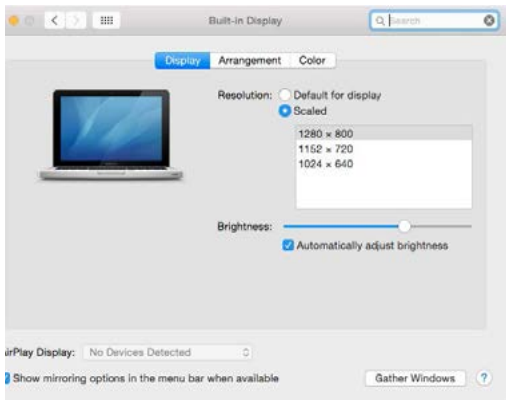 Built-in Display
Search
Display Arrangement Color
Resolution: Default for display
Scaled
1280 × 800
1152 × 720
1024 × 640
Brightness:
Automatically adjust brightness
irPlay Display: No Devices Detected
Show mirroring options in the menu bar when available
Gather Windows ?